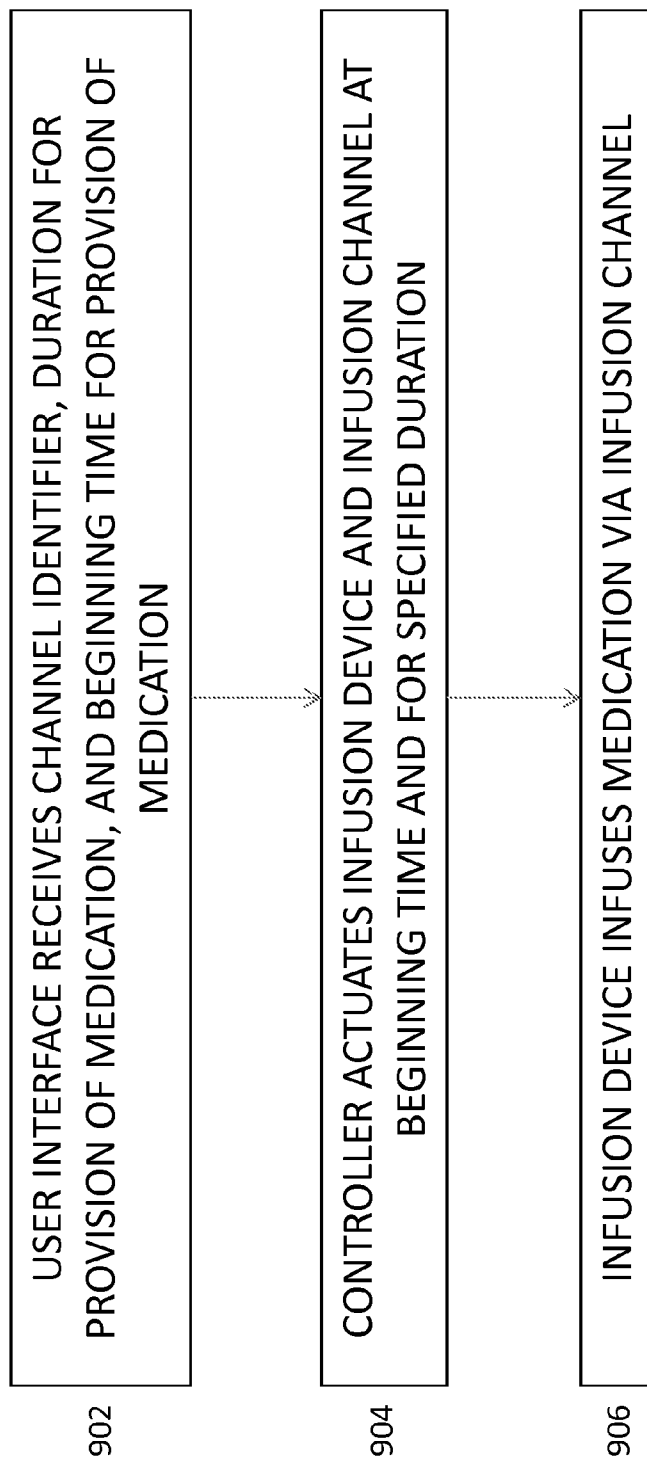 902
USER INTERFACE RECEIVES CHANNEL IDENTIFIER, DURATION FOR
PROVISION OF MEDICATION, AND BEGINNING TIME FOR PROVISION OF
MEDICATION
904
CONTROLLER ACTUATES INFUSION DEVICE AND INFUSION CHANNEL AT
BEGINNING TIME AND FOR SPECIFIED DURATION
906
INFUSION DEVICE INFUSES MEDICATION VIA INFUSION CHANNEL